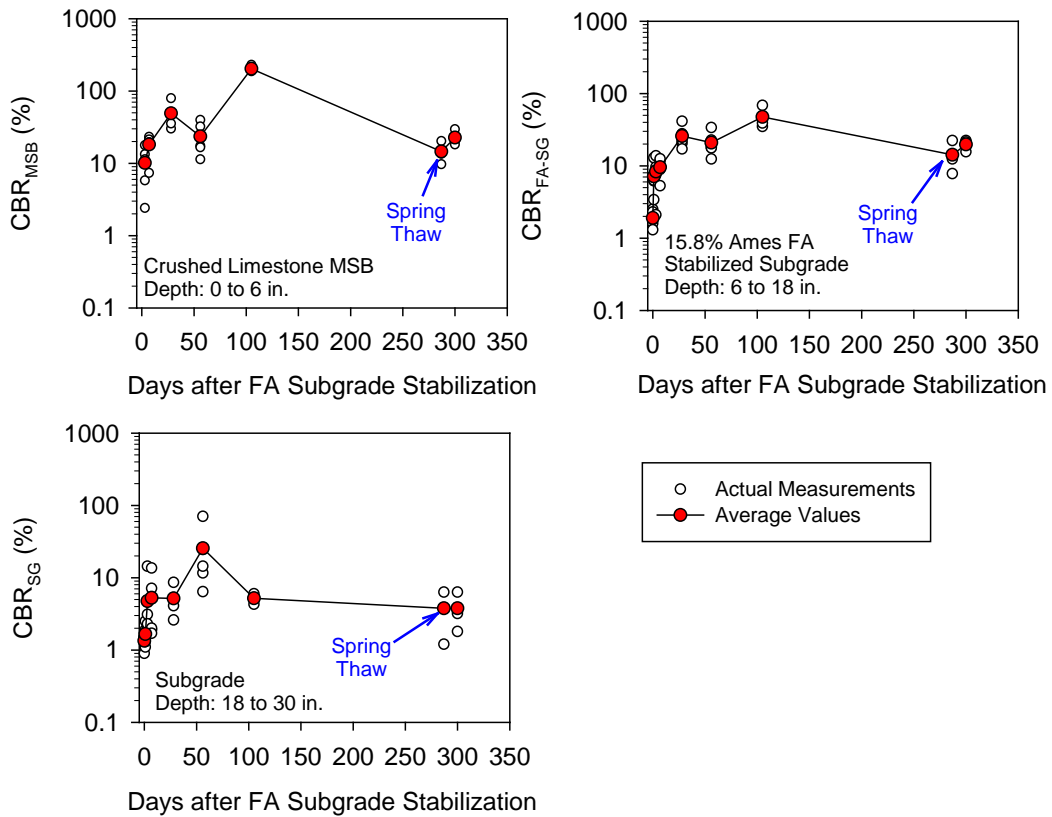 1000
100
10
1
0.1
CBR_MSB (%)
Spring
Thaw
Crushed Limestone MSB
Depth: 0 to 6 in.
0 50 100 150 200 250 300 350
Days after FA Subgrade Stabilization
1000
100
10
1
0.1
CBR_FA-SG (%)
Spring
Thaw
15.8% Ames FA
Stabilized Subgrade
Depth: 6 to 18 in.
0 50 100 150 200 250 300 350
Days after FA Subgrade Stabilization
1000
100
10
1
0.1
CBR_SG (%)
Spring
Thaw
Subgrade
Depth: 18 to 30 in.
0 50 100 150 200 250 300 350
Days after FA Subgrade Stabilization
Actual Measurements
Average Values